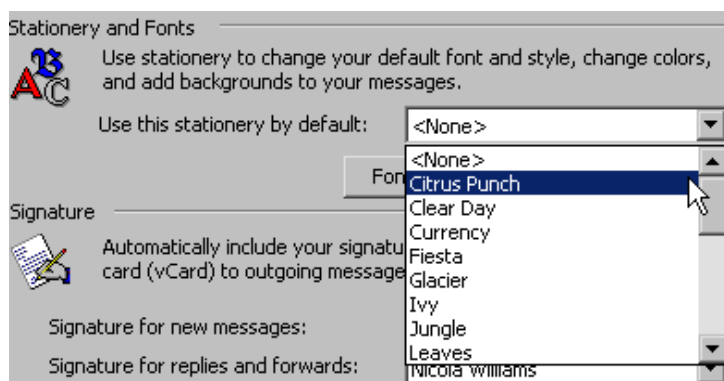 Stationery and Fonts
Use stationery to change your default font and style, change colors,
and add backgrounds to your messages.
Use this stationery by default:
<None>
<None>
Fon
Citrus Punch
Clear Day
Signature
Currency
Automatically include your signatu
Fiesta
card (vCard) to outgoing message
Glacier
Ivy
Signature for new messages:
Jungle
Leaves
Signature for replies and forwards:
Nicola Williams